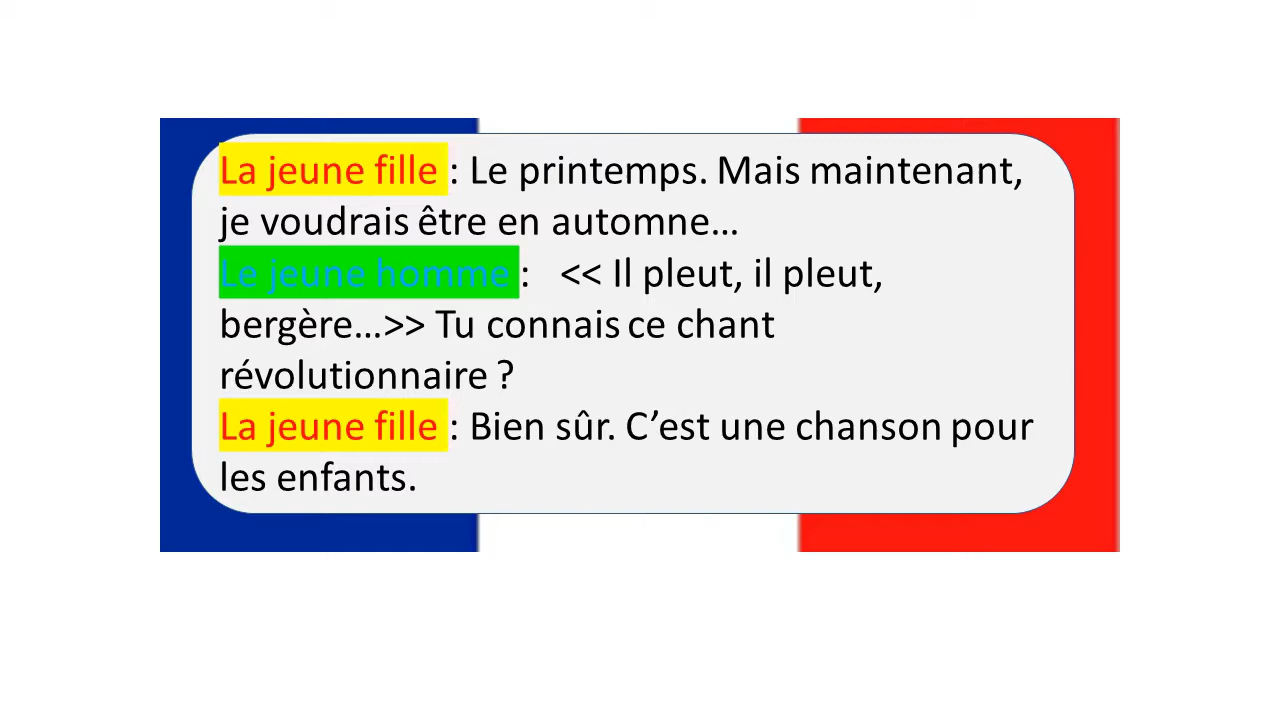 La jeune fille : Le printemps. Mais maintenant,
je voudrais être en automne…
Le jeune homme :   << Il pleut, il pleut,
bergère…>> Tu connais ce chant
révolutionnaire ?
La jeune fille : Bien sûr. C’est une chanson pour
les enfants.